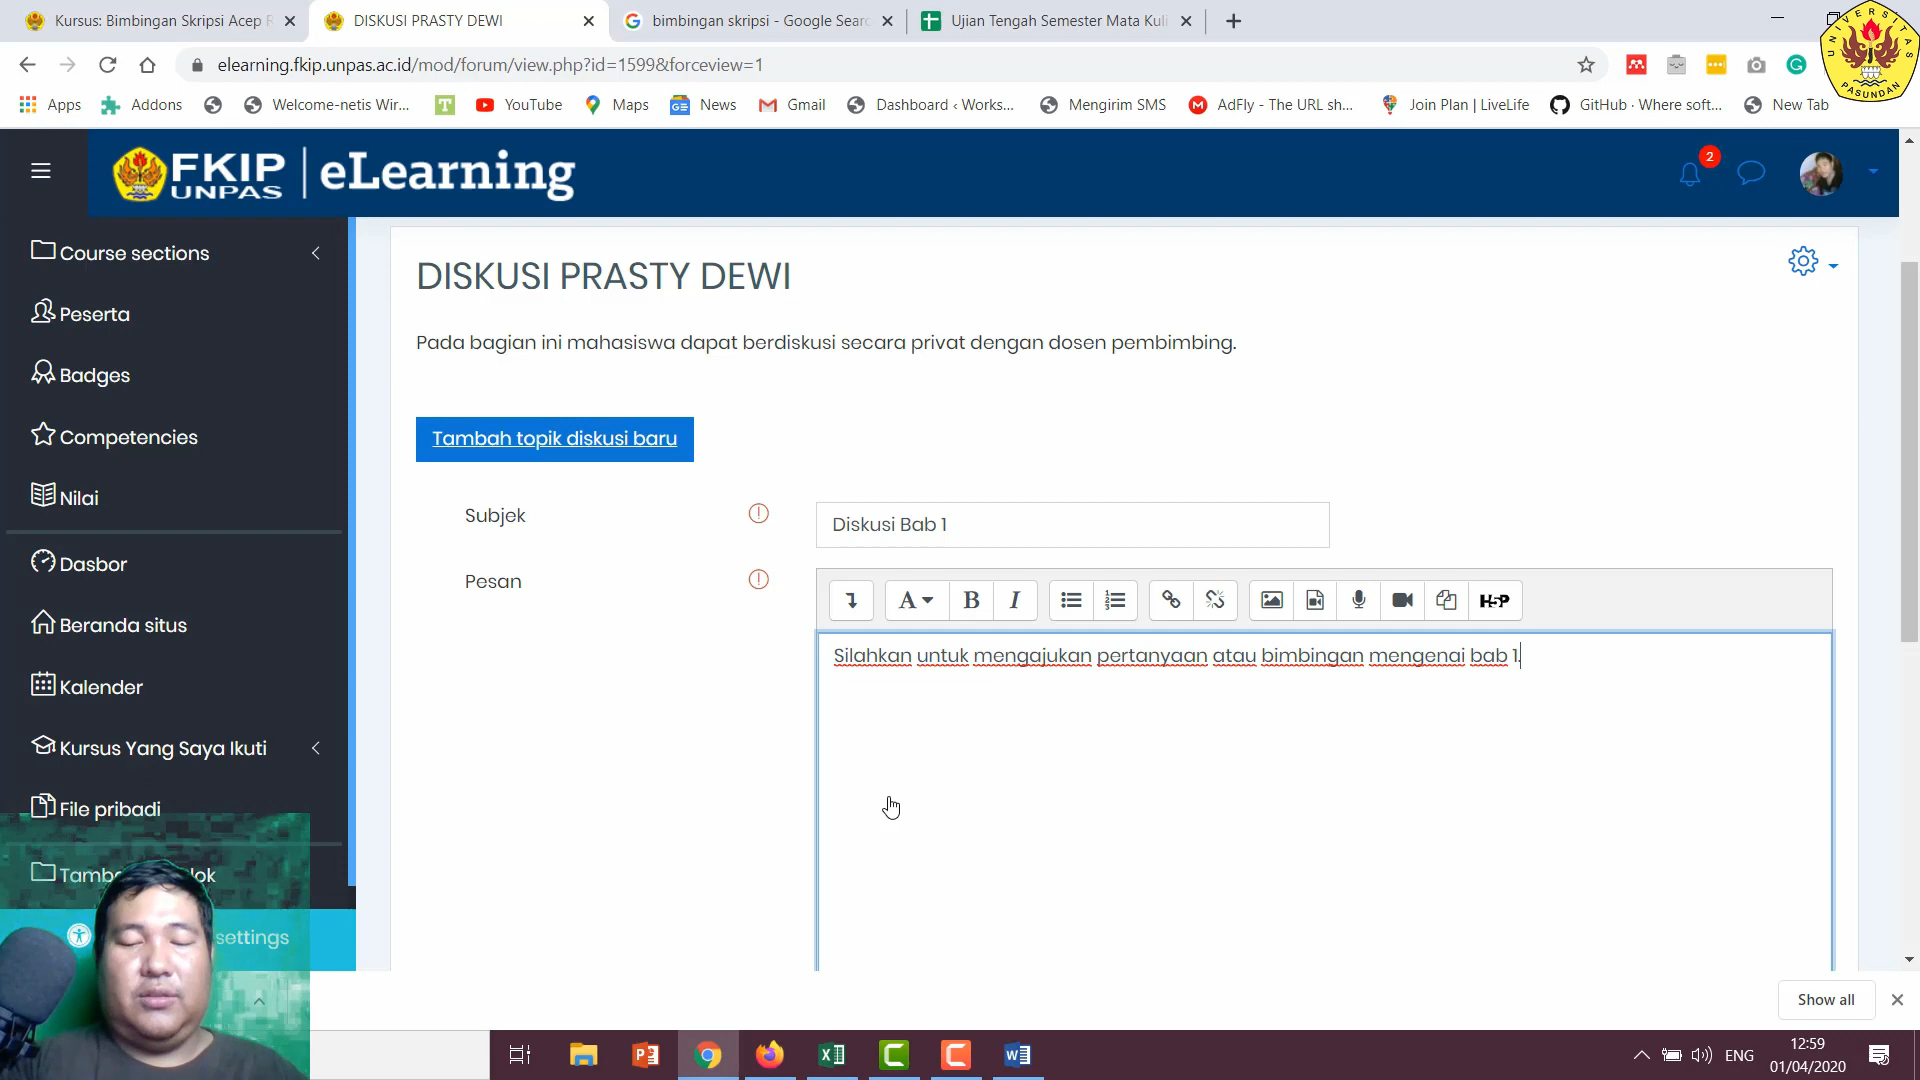 Kursus: Bimbingan Skripsi Acep
DISKUSI PRASTY DEWI
bimbingan skripsi - Google Sear
Ujian Tengah Semester Mata Kuli
elearning.fkip.unpas.ac.id/mod/forum/view.php?id=1599&forceview=1
UNIVERSITAS
PASUNDAN
Apps
Addons
Welcome-netis Wir...
YouTube
Maps
News
Gmail
Dashboard ‹ Works...
Mengirim SMS
AdFly - The URL sh...
Join Plan | LiveLife
GitHub · Where soft...
New Tab
FKIP
UNPAS
eLearning
2
Course sections
Peserta
Badges
Competencies
Nilai
Dasbor
Beranda situs
Kalender
Kursus Yang Saya Ikuti
File pribadi
settings
DISKUSI PRASTY DEWI
Pada bagian ini mahasiswa dapat berdiskusi secara privat dengan dosen pembimbing.
Tambah topik diskusi baru
Subjek
Diskusi Bab 1
Pesan
A
B
I
H5P
Silahkan untuk mengajukan pertanyaan atau bimbingan mengenai bab 1.
Show all
ENG
12:59
01/04/2020